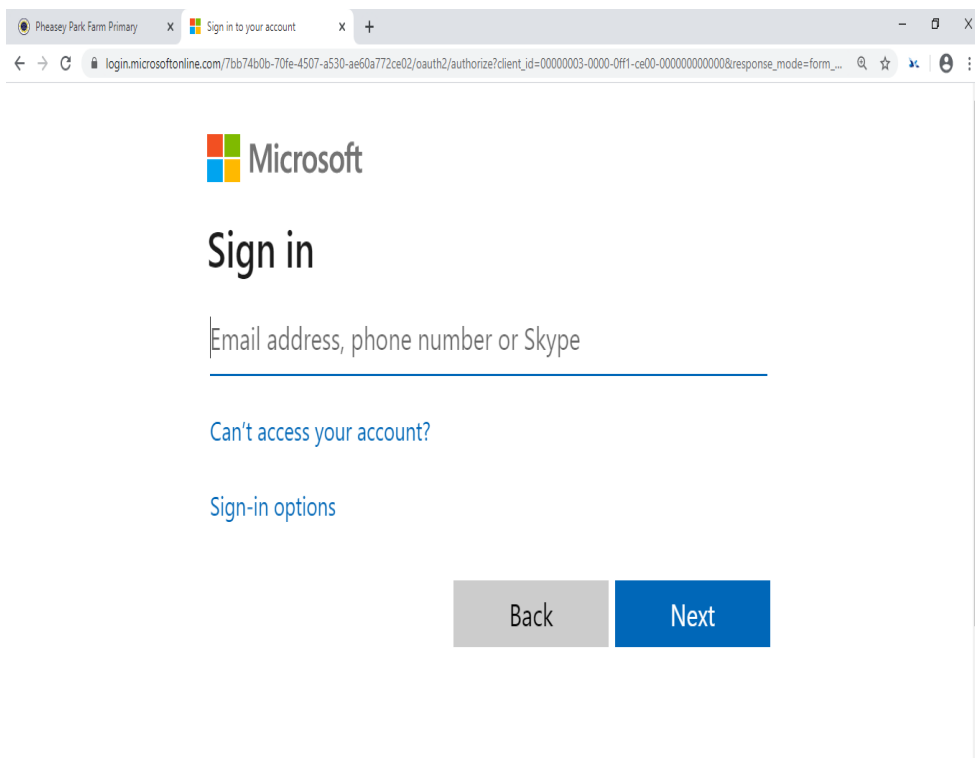 Pheasey Park Farm Primary
Sign in to your account
login.microsoftonline.com/7bb74b0b-70fe-4507-a530-ae60a772ce02/oauth2/authorize?client_id=00000003-0000-0ff1-ce00-000000000000&response_mode=form_...
Microsoft
Sign in
Email address, phone number or Skype
Can't access your account?
Sign-in options
Back
Next